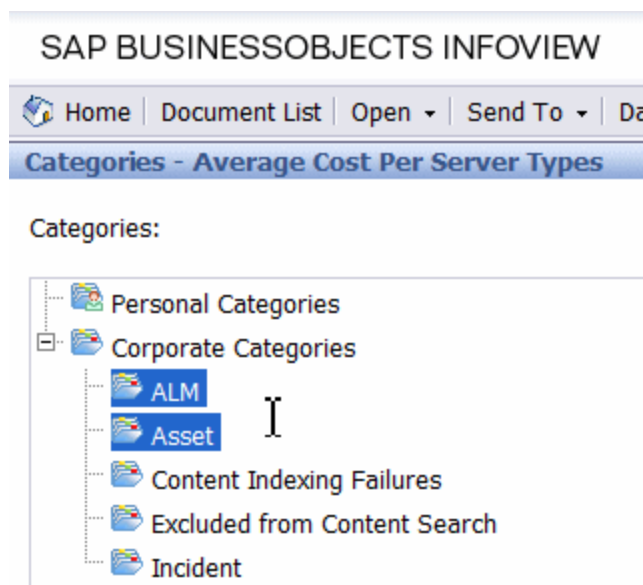 SAP BUSINESSOBJECTS INFOVIEW
Home | Document List | Open | Send To |
Categories - Average Cost Per Server Types
Categories:
Personal Categories
Corporate Categories
ALM
Asset
Content Indexing Failures
Excluded from Content Search
Incident